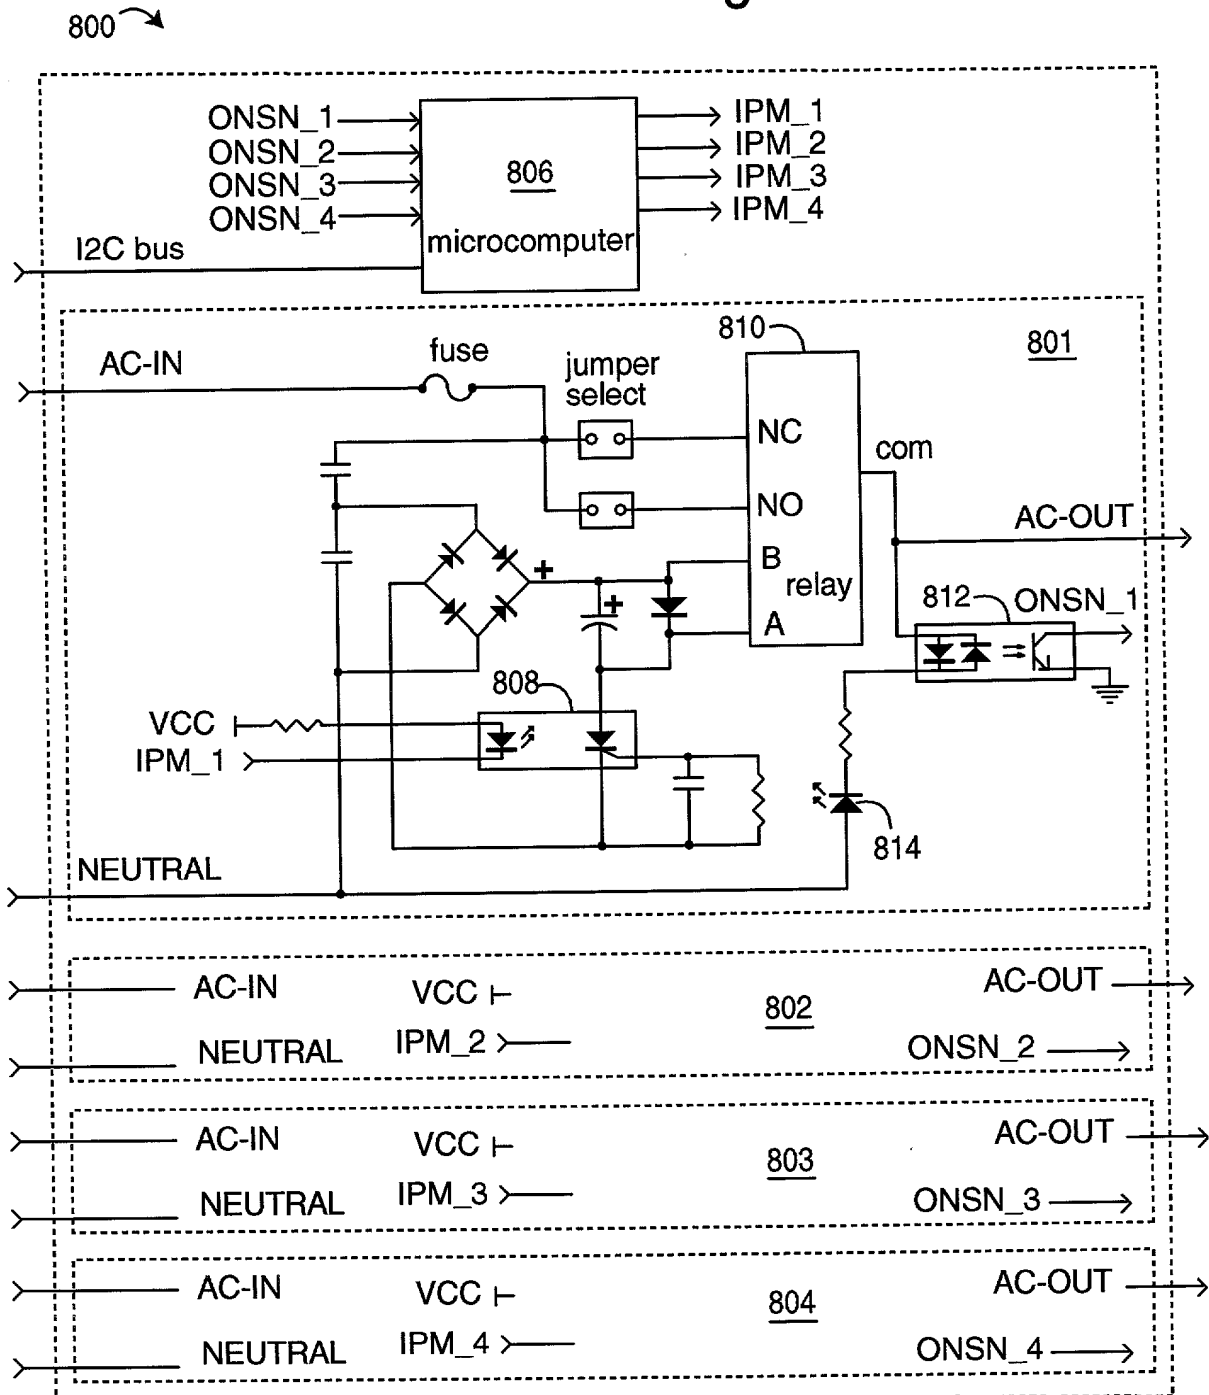 800
ONSN_1
ONSN_2
ONSN_3
ONSN_4
806
microcomputer
IPM_1
IPM_2
IPM_3
IPM_4
I2C bus
801
AC-IN
fuse
jumper
select
810
NC
NO
B
relay
A
com
AC-OUT
+
+
812
ONSN_1
808
VCC
IPM_1
814
NEUTRAL
AC-IN
VCC
802
AC-OUT
NEUTRAL
IPM_2
ONSN_2
AC-IN
VCC
803
AC-OUT
NEUTRAL
IPM_3
ONSN_3
AC-IN
VCC
804
AC-OUT
NEUTRAL
IPM_4
ONSN_4